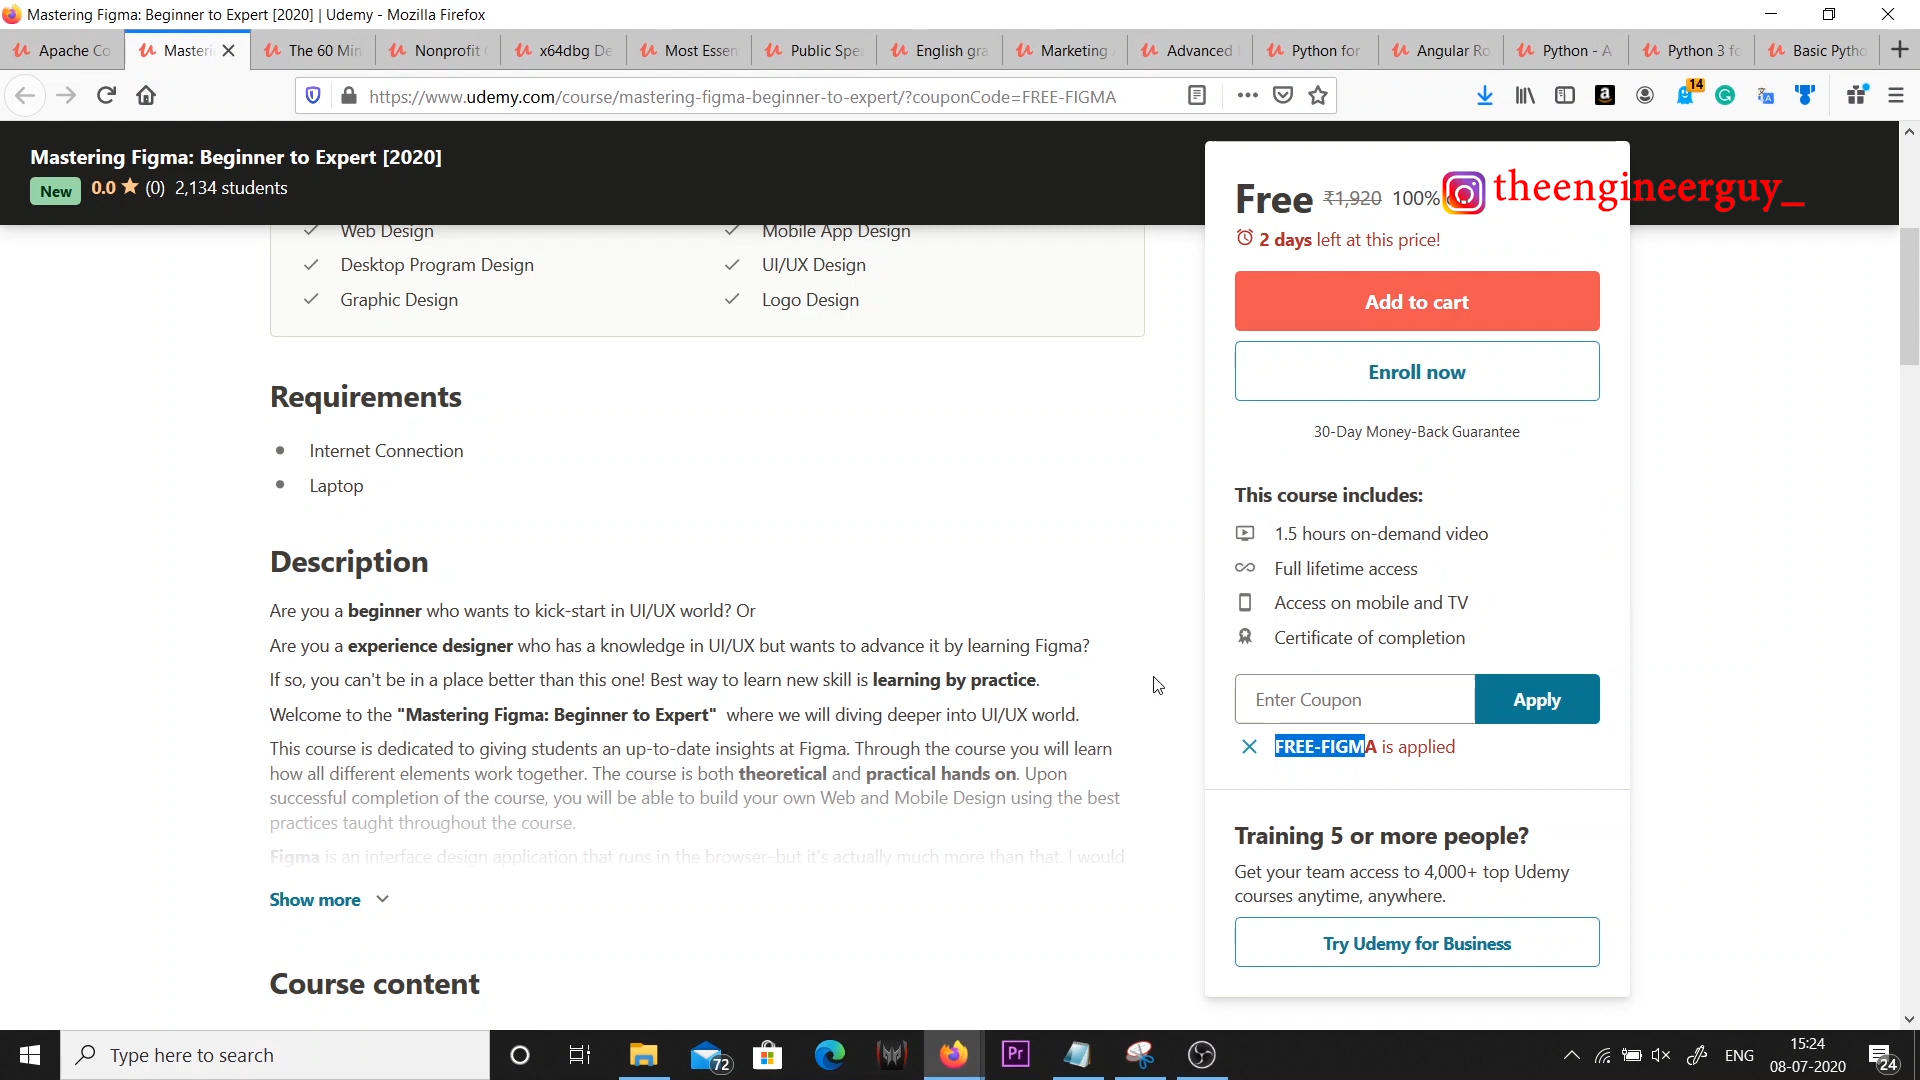 Mastering Figma: Beginner to Expert [2020] | Udemy - Mozilla Firefox
Apache Co
Masteri
The 60 Min
Nonprofit
x64dbg De
Most Essen
Public Spea
English gra
Marketing
Advanced
Python for
Angular Ro
Python - A
Python 3 fo
Basic Pytho
https://www.udemy.com/course/mastering-figma-beginner-to-expert/?couponCode=FREE-FIGMA
14
Mastering Figma: Beginner to Expert [2020]
New 0.0 (0) 2,134 students
Free ₹1,920 100%
theengineerguy_
2 days left at this price!
Add to cart
Enroll now
30-Day Money-Back Guarantee
This course includes:
1.5 hours on-demand video
Full lifetime access
Access on mobile and TV
Certificate of completion
Enter Coupon Apply
FREE-FIGMA is applied
Training 5 or more people?
Get your team access to 4,000+ top Udemy
courses anytime, anywhere.
Try Udemy for Business
Web Design Mobile App Design
Desktop Program Design UI/UX Design
Graphic Design Logo Design
Requirements
Internet Connection
Laptop
Description
Are you a beginner who wants to kick-start in UI/UX world? Or
Are you a experience designer who has a knowledge in UI/UX but wants to advance it by learning Figma?
If so, you can't be in a place better than this one! Best way to learn new skill is learning by practice.
Welcome to the "Mastering Figma: Beginner to Expert" where we will diving deeper into UI/UX world.
This course is dedicated to giving students an up-to-date insights at Figma. Through the course you will learn
how all different elements work together. The course is both theoretical and practical hands on. Upon
successful completion of the course, you will be able to build your own Web and Mobile Design using the best
practices taught throughout the course.
Figma is an interface design application that runs in the browser–but it's actually much more than that. I would
Show more
Course content
Type here to search
72
Pr
ENG
15:24
08-07-2020
24